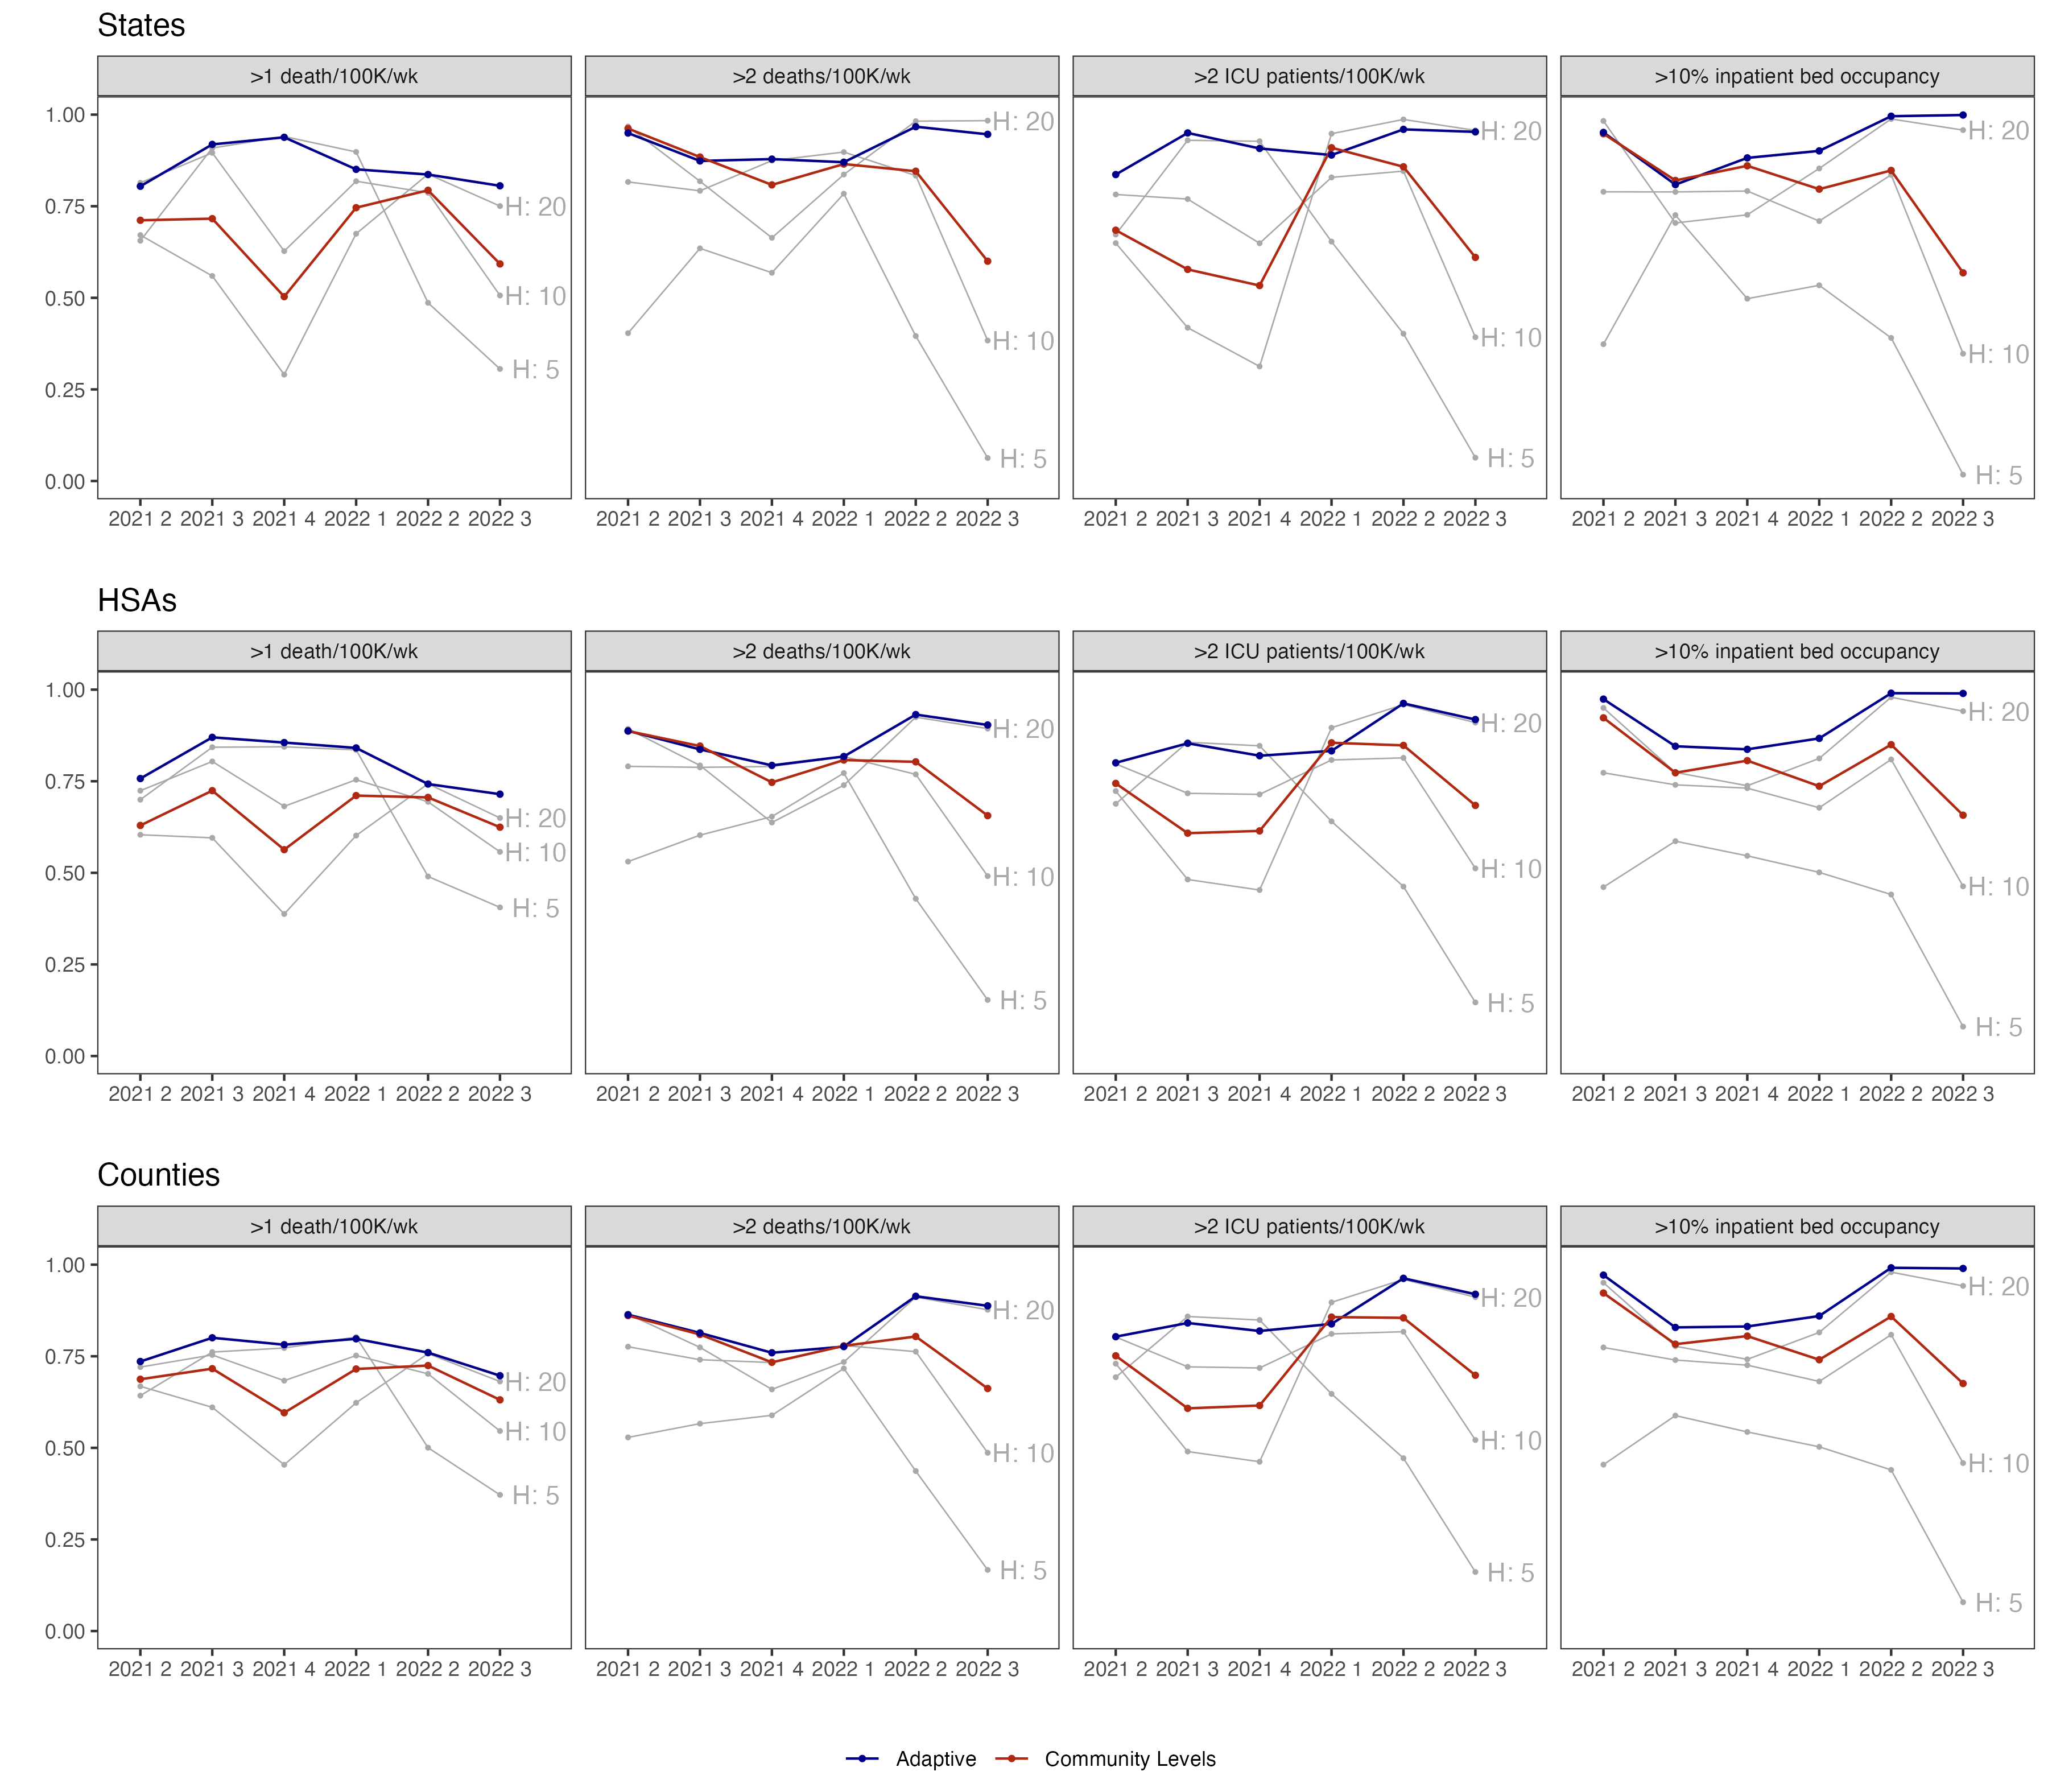 States
>1 death/100K/wk >2 deaths/100K/wk >2 ICU patients/100K/wk >10% inpatient bed occupancy
1.00
0.75
0.50
0.25
0.00
H: 20
H: 10
H: 5
H: 20
H: 10
H: 5
H: 20
H: 10
H: 5
H: 20
H: 10
H: 5
2021 2 2021 3 2021 4 2022 1 2022 2 2022 3 2021 2 2021 3 2021 4 2022 1 2022 2 2022 3 2021 2 2021 3 2021 4 2022 1 2022 2 2022 3 2021 2 2021 3 2021 4 2022 1 2022 2 2022 3
HSAs
>1 death/100K/wk >2 deaths/100K/wk >2 ICU patients/100K/wk >10% inpatient bed occupancy
1.00
0.75
0.50
0.25
0.00
H: 20
H: 10
H: 5
H: 20
H: 10
H: 5
H: 20
H: 10
H: 5
H: 20
H: 10
H: 5
2021 2 2021 3 2021 4 2022 1 2022 2 2022 3 2021 2 2021 3 2021 4 2022 1 2022 2 2022 3 2021 2 2021 3 2021 4 2022 1 2022 2 2022 3 2021 2 2021 3 2021 4 2022 1 2022 2 2022 3
Counties
>1 death/100K/wk >2 deaths/100K/wk >2 ICU patients/100K/wk >10% inpatient bed occupancy
1.00
0.75
0.50
0.25
0.00
H: 20
H: 10
H: 5
H: 20
H: 10
H: 5
H: 20
H: 10
H: 5
H: 20
H: 10
H: 5
2021 2 2021 3 2021 4 2022 1 2022 2 2022 3 2021 2 2021 3 2021 4 2022 1 2022 2 2022 3 2021 2 2021 3 2021 4 2022 1 2022 2 2022 3 2021 2 2021 3 2021 4 2022 1 2022 2 2022 3
Adaptive Community Levels